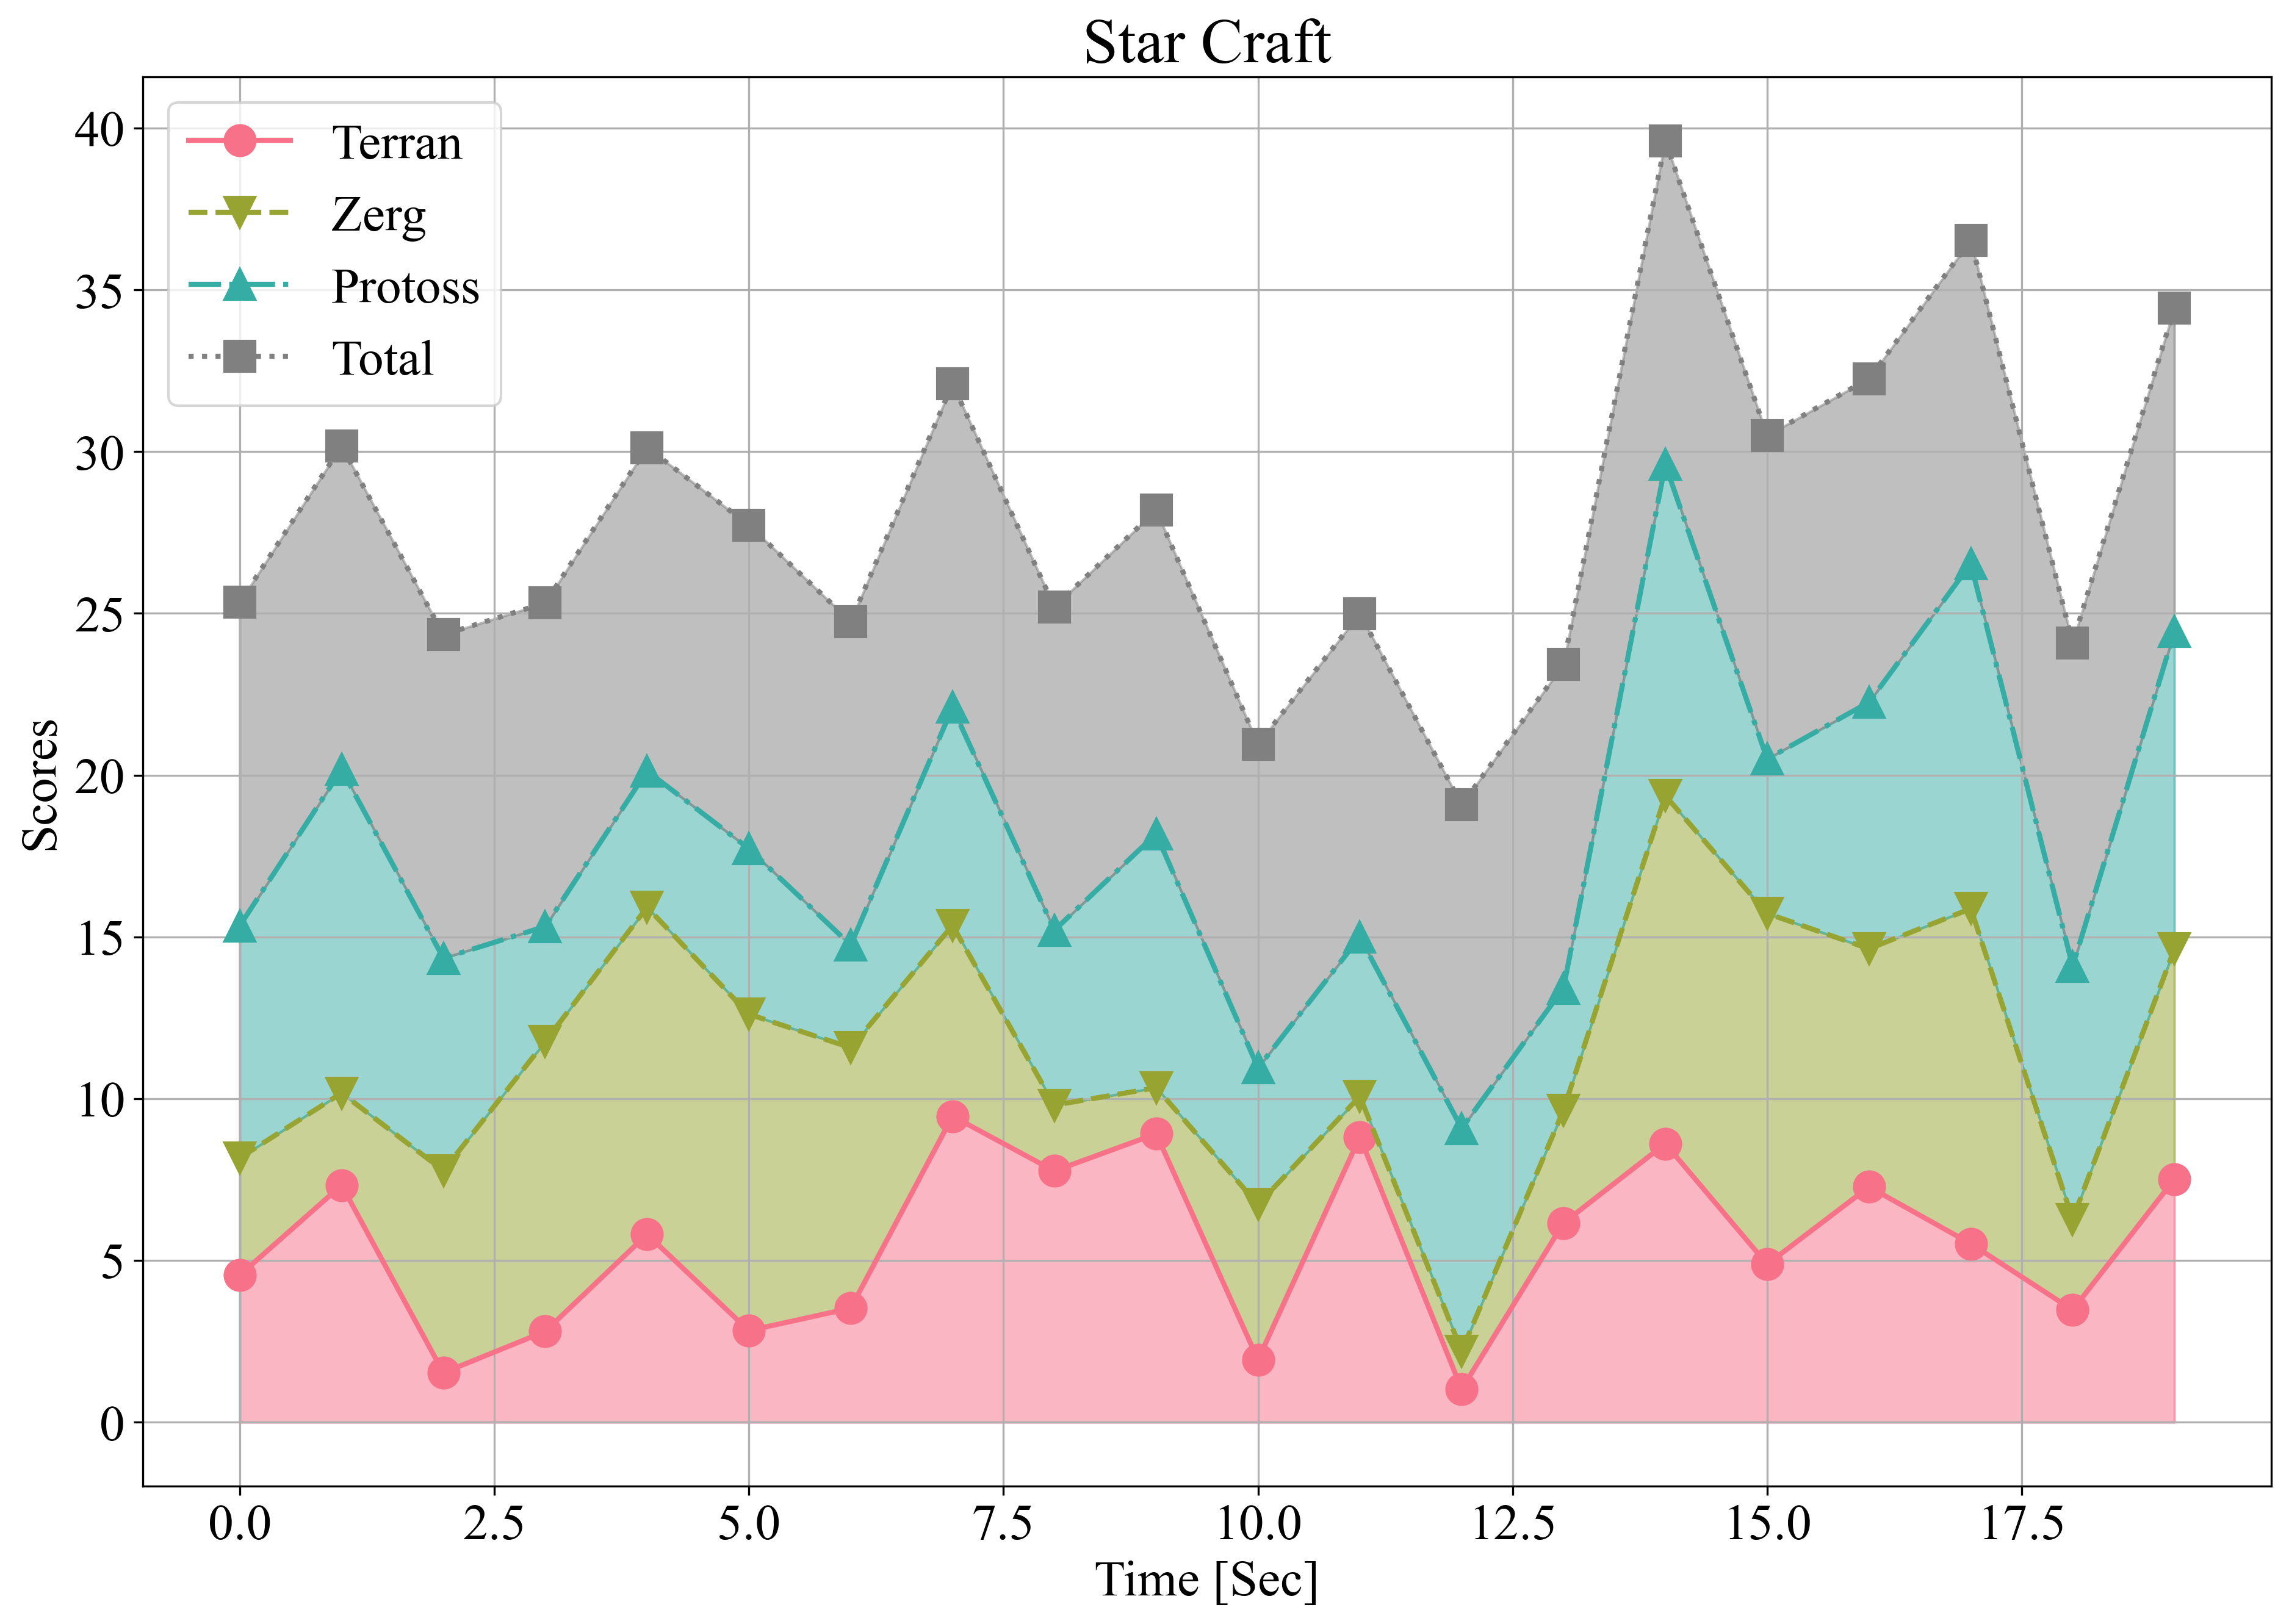 Star Craft
Terran
Zerg
Protoss
Total
40
35
30
25
20
15
10
5
0
Scores
0.0 2.5 5.0 7.5 10.0 12.5 15.0 17.5
Time [Sec]